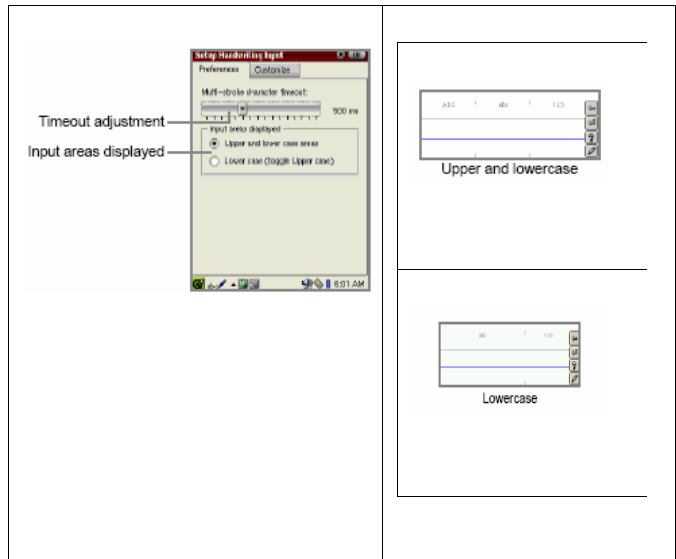 Setup Handwriting Input
Preferences
Customize
Multi-stroke character timeout:
500 ms
Timeout adjustment
Input areas displayed
Input areas displayed
Upper and lower case areas
Lower case (toggle Upper case)
6:01 AM
ABC abc 123
Upper and lowercase
abc 123
Lowercase